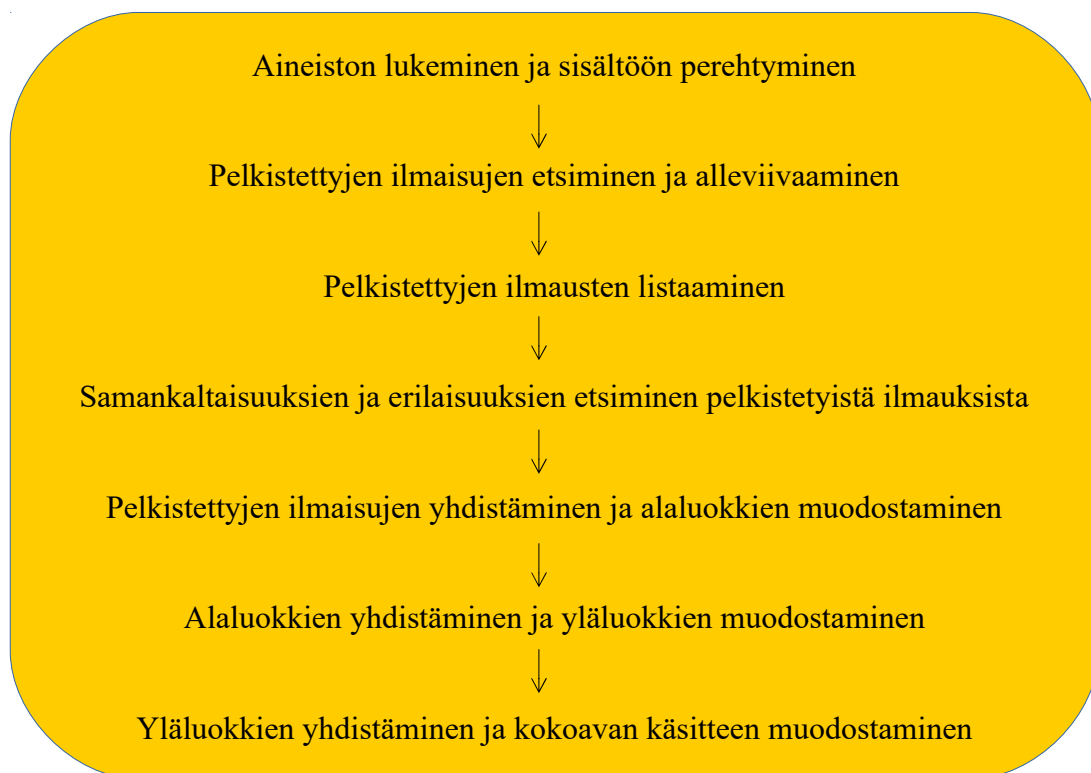 Aineiston lukeminen ja sisältöön perehtyminen
Pelkistettyjen ilmaisujen etsiminen ja alleviivaaminen
Pelkistettyjen ilmausten listaaminen
Samankaltaisuuksien ja erilaisuuksien etsiminen pelkistetyistä ilmauksista
Pelkistettyjen ilmaisujen yhdistäminen ja alaluokkien muodostaminen
Alaluokkien yhdistäminen ja yläluokkien muodostaminen
Yläluokkien yhdistäminen ja kokoavan käsitteen muodostaminen